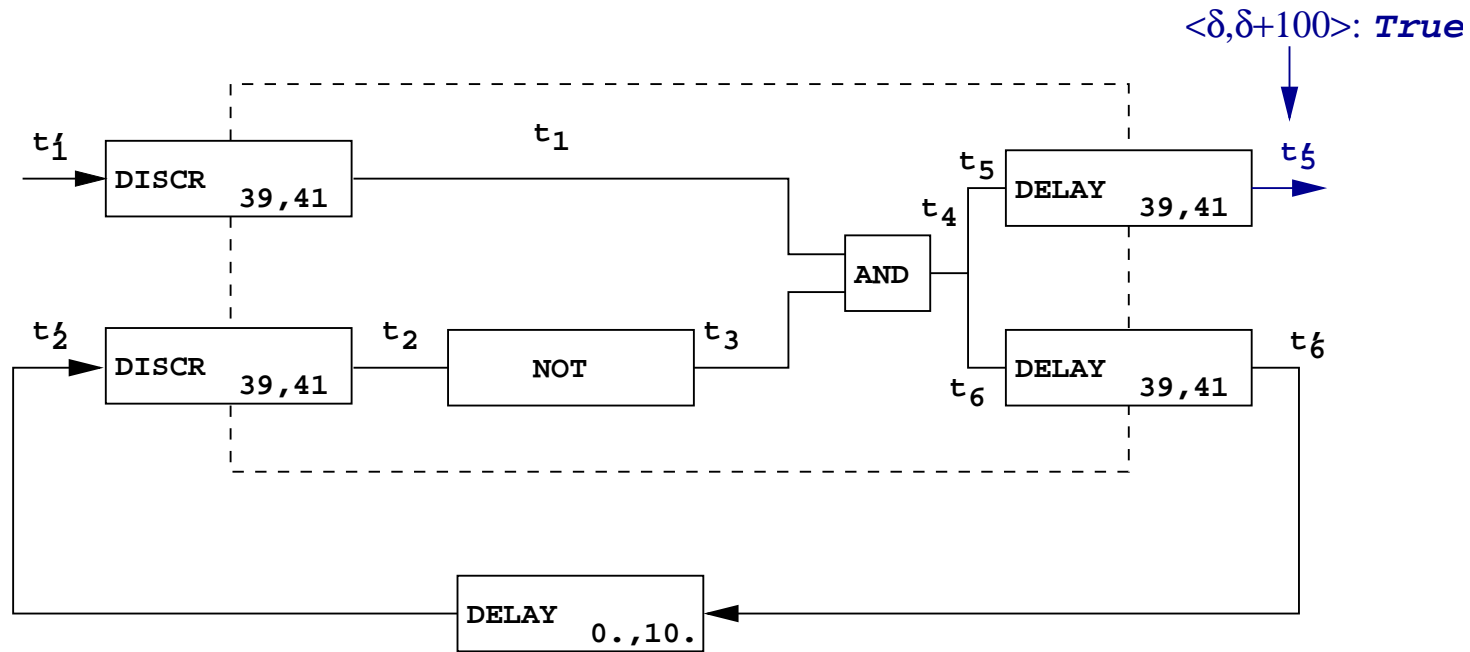 <δ,δ+100>: True
t′1
t1
DISCR
39,41
t5
t′5
DELAY
39,41
t4
AND
t′2
DISCR
39,41
t2
NOT
t3
t6
DELAY
39,41
t′6
DELAY
0.,10.